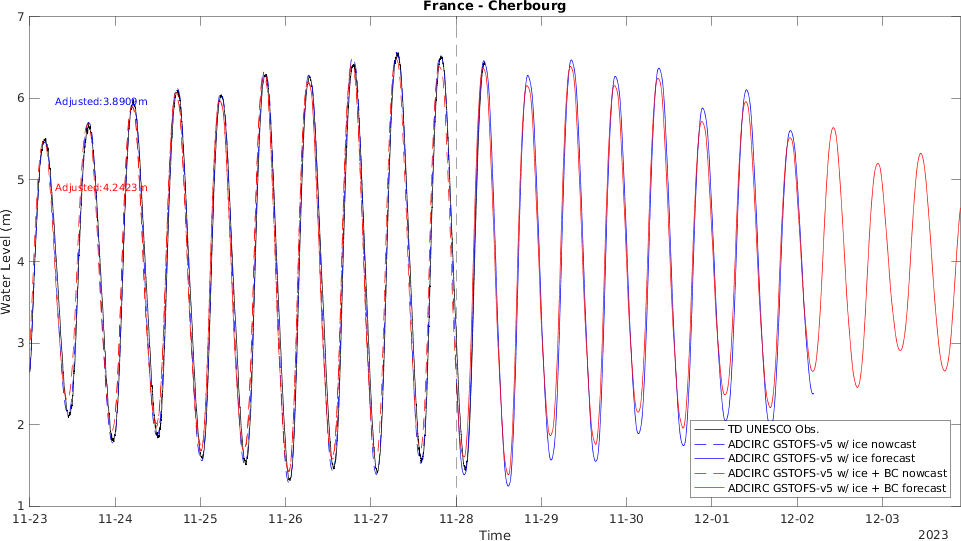 France - Cherbourg
7
6
5
4
3
2
1
Water Level (m)
Adjusted:3.8909m
Adjusted:4.2423m
TD UNESCO Obs.
ADCIRC GSTOFS-v5 w/ ice nowcast
ADCIRC GSTOFS-v5 w/ ice forecast
ADCIRC GSTOFS-v5 w/ ice + BC nowcast
ADCIRC GSTOFS-v5 w/ ice + BC forecast
11-23 11-24 11-25 11-26 11-27 11-28 11-29 11-30 12-01 12-02 12-03
Time
2023